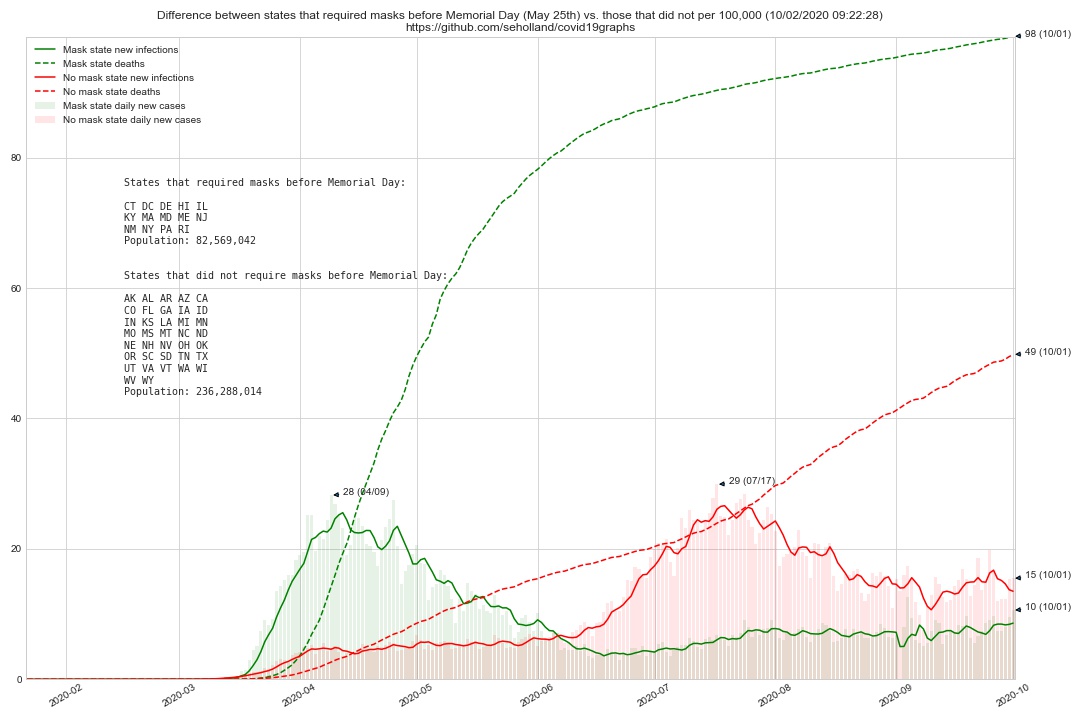 Difference between states that required masks before Memorial Day (May 25th) vs. those that did not per 100,000 (10/02/2020 09:22:28)
https://github.com/seholland/covid19graphs
Mask state new infections
Mask state deaths
No mask state new infections
No mask state deaths
Mask state daily new cases
No mask state daily new cases
98 (10/01)
80
States that required masks before Memorial Day:
CT DC DE HI IL
KY MA MD ME NJ
NM NY PA RI
Population: 82,569,042
States that did not require masks before Memorial Day:
AK AL AR AZ CA
CO FL GA IA ID
IN KS LA MI MN
MO MS MT NC ND
NE NH NV OH OK
OR SC SD TN TX
UT VA VT WA WI
WV WY
Population: 236,288,014
60
49 (10/01)
40
28 (04/09)
29 (07/17)
20
15 (10/01)
10 (10/01)
0
2020-02
2020-03
2020-04
2020-05
2020-06
2020-07
2020-08
2020-09
2020-10